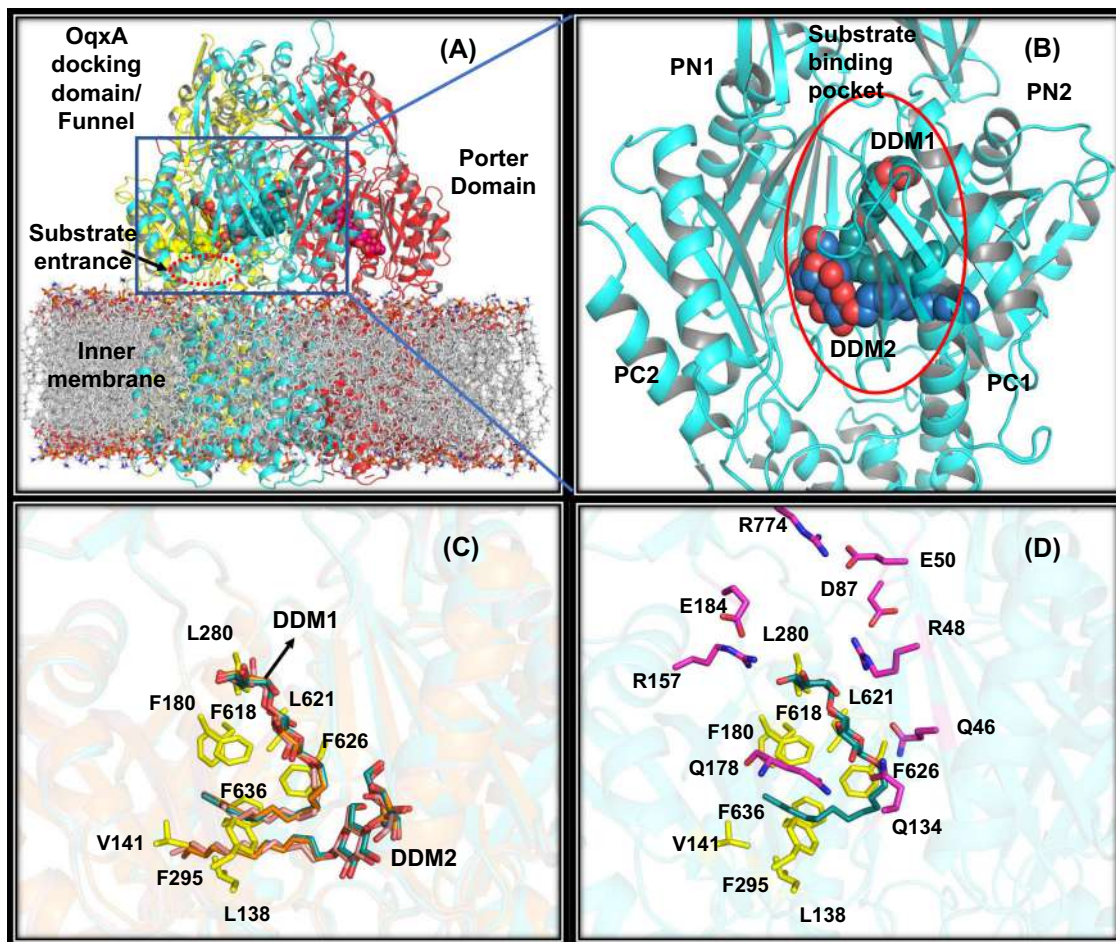 (A)
OqxA
docking
domain/
Funnel
Porter
Domain
Substrate
entrance
Inner
membrane
(B)
Substrate
binding
pocket
PN1
PN2
DDM1
DDM2
PC2
PC1
(C)
L280
DDM1
F180
F618
L621
F626
F636
V141
DDM2
F295
L138
(D)
R774
E50
D87
E184
L280
R48
R157
L621
F618
F180
Q46
Q178
F626
F636
Q134
V141
F295
L138